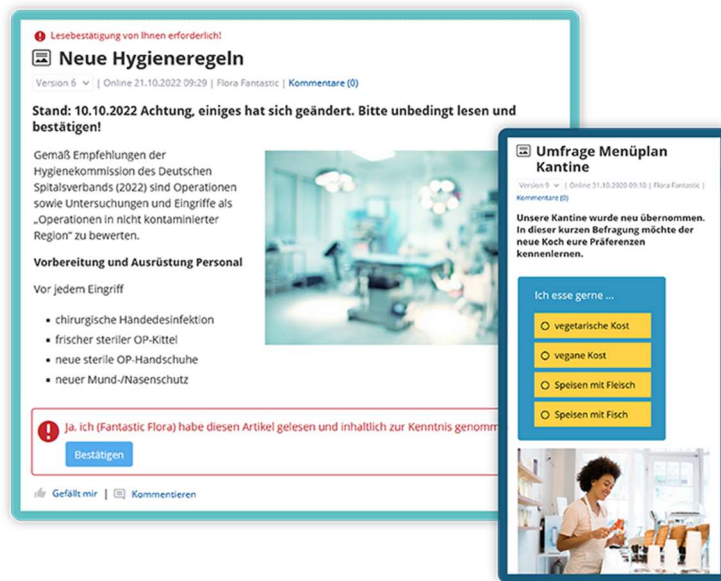 Lesebestätigung von Ihnen erforderlich!
Neue Hygieneregeln
Version 6 | Online 21.10.2022 09:29 | Flora Fantastic | Kommentare (0)
Stand: 10.10.2022 Achtung, einiges hat sich geändert. Bitte unbedingt lesen und
bestätigen!
Gemäß Empfehlungen der
Hygienekommission des Deutschen
Spitalsverbands (2022) sind Operationen
sowie Untersuchungen und Eingriffe als
„Operationen in nicht kontaminierter
Region“ zu bewerten.
Vorbereitung und Ausrüstung Personal
Vor jedem Eingriff
▪ chirurgische Händedesinfektion
▪ frischer steriler OP-Kittel
▪ neue sterile OP-Handschuhe
▪ neuer Mund-/Nasenschutz
Ja, ich (Fantastic Flora) habe diesen Artikel gelesen und inhaltlich zur Kenntnis genomm
Bestätigen
Gefällt mir | Kommentieren
Umfrage Menüplan
Kantine
Version 9 | Online 31.10.2020 09:10 | Flora Fantastic |
Kommentare (0)
Unsere Kantine wurde neu übernommen.
In dieser kurzen Befragung möchte der
neue Koch eure Präferenzen
kennenlernen.
Ich esse gerne ...
vegetarische Kost
vegane Kost
Speisen mit Fleisch
Speisen mit Fisch